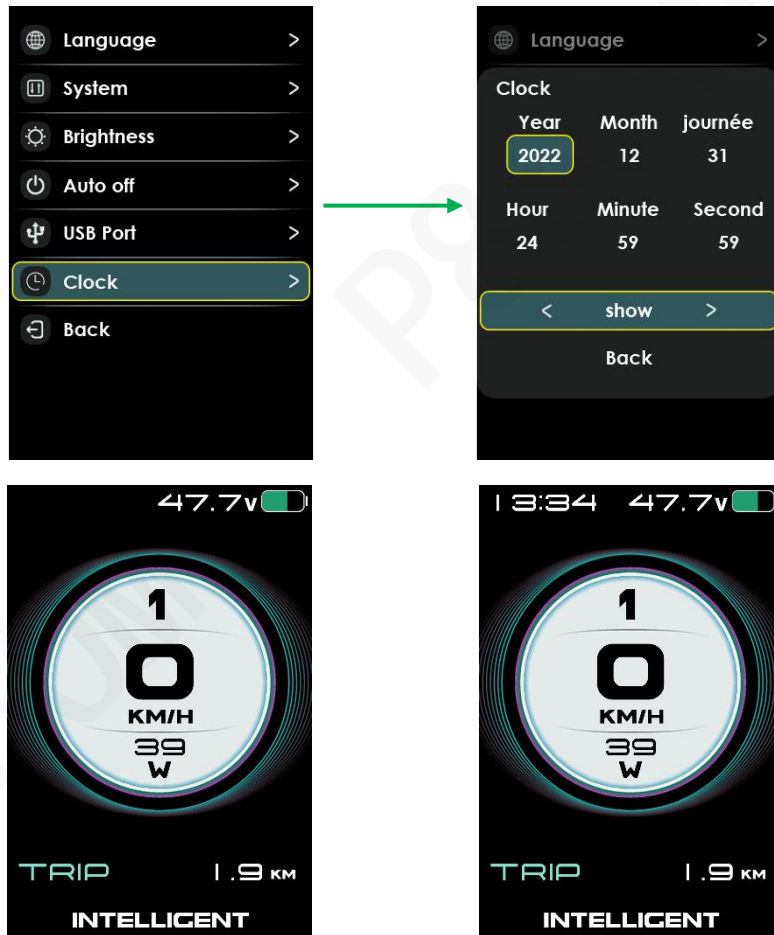 Language >
System >
Brightness >
Auto off >
USB Port >
Clock >
Back
Language >
Clock
Year Month journée
2022 12 31
Hour Minute Second
24 59 59
< show >
Back
47.7V
1
0
KM/H
39
W
TRIP 1.9 KM
INTELLIGENT
13:34 47.7V
1
0
KM/H
39
W
TRIP 1.9 KM
INTELLIGENT